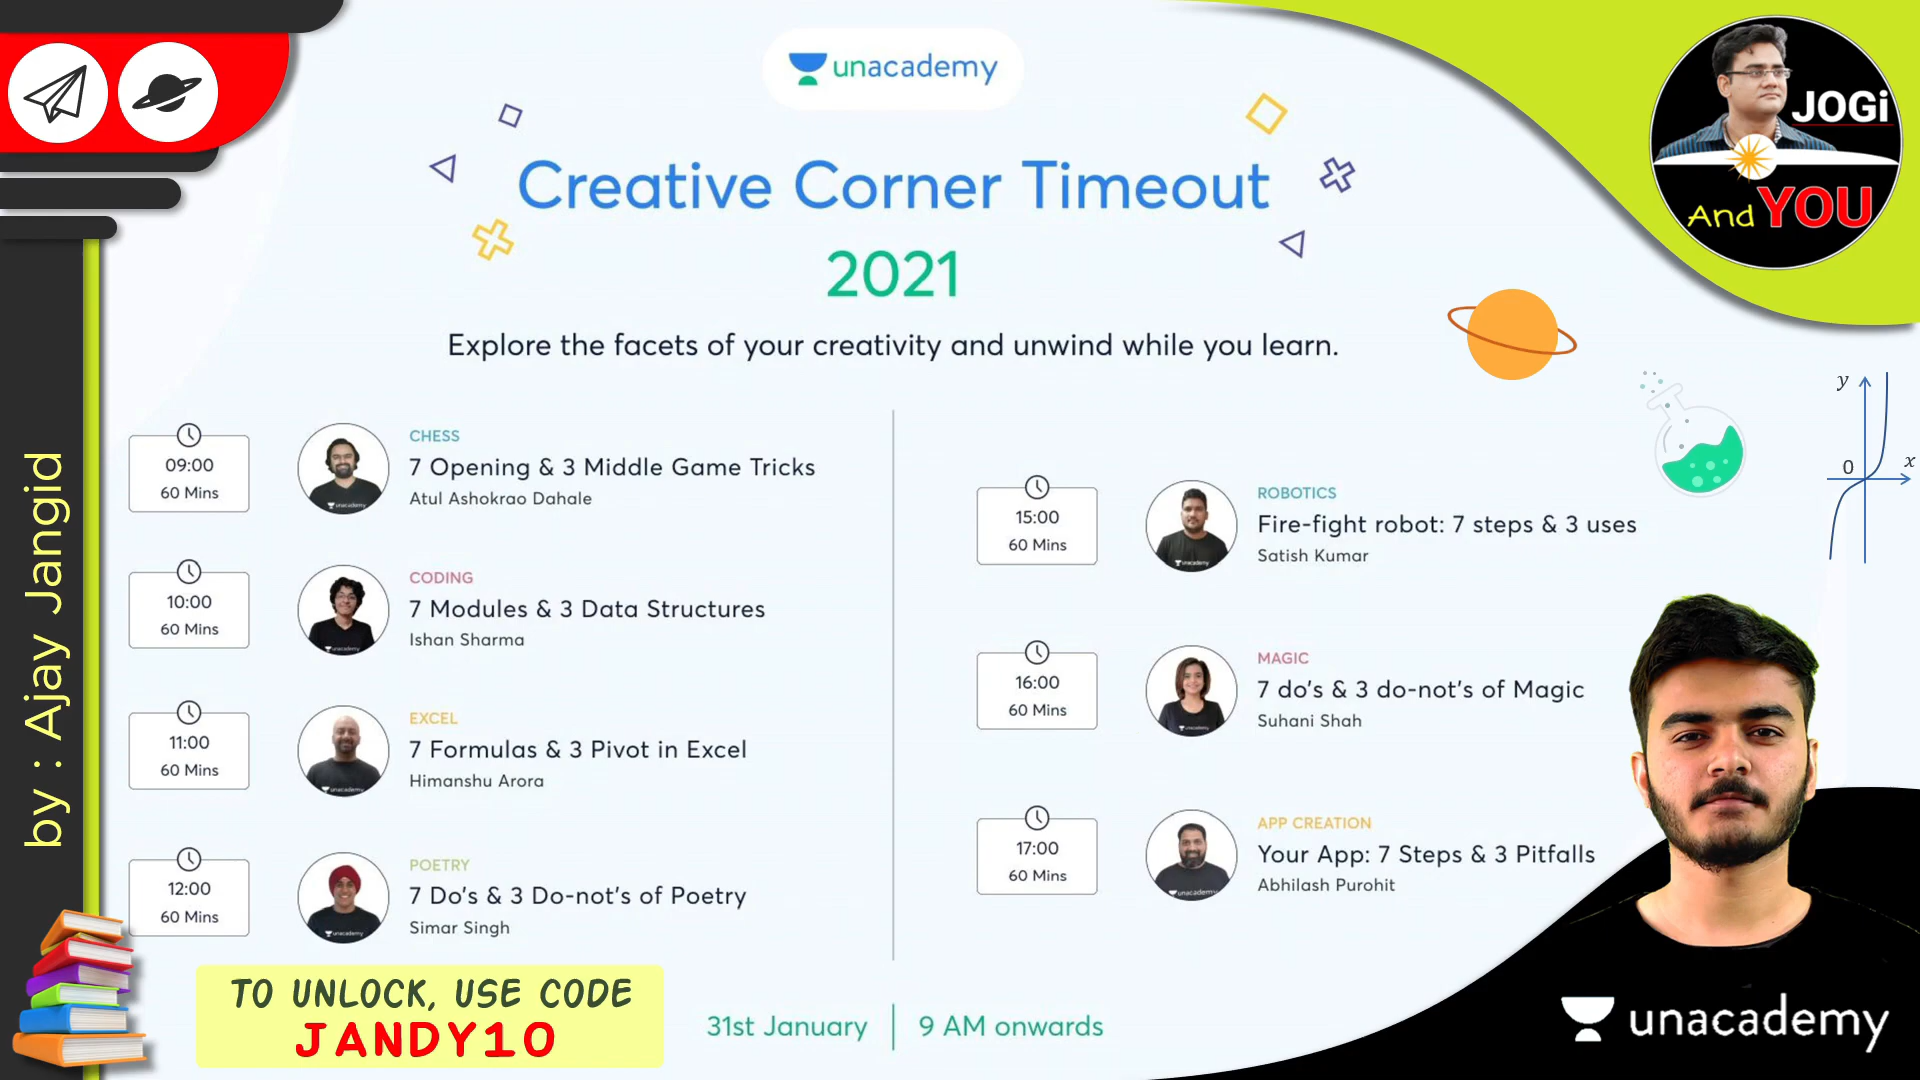 unacademy
JOGi
And YOU
Creative Corner Timeout
2021
Explore the facets of your creativity and unwind while you learn.
by : Ajay Jangid
09:00
60 Mins
CHESS
7 Opening & 3 Middle Game Tricks
Atul Ashokrao Dahale
10:00
60 Mins
CODING
7 Modules & 3 Data Structures
Ishan Sharma
11:00
60 Mins
EXCEL
7 Formulas & 3 Pivot in Excel
Himanshu Arora
12:00
60 Mins
POETRY
7 Do's & 3 Do-not's of Poetry
Simar Singh
15:00
60 Mins
ROBOTICS
Fire-fight robot: 7 steps & 3 uses
Satish Kumar
16:00
60 Mins
MAGIC
7 do's & 3 do-not's of Magic
Suhani Shah
17:00
60 Mins
APP CREATION
Your App: 7 Steps & 3 Pitfalls
Abhilash Purohit
y
0
x
TO UNLOCK, USE CODE
JANDY10
31st January
9 AM onwards
unacademy